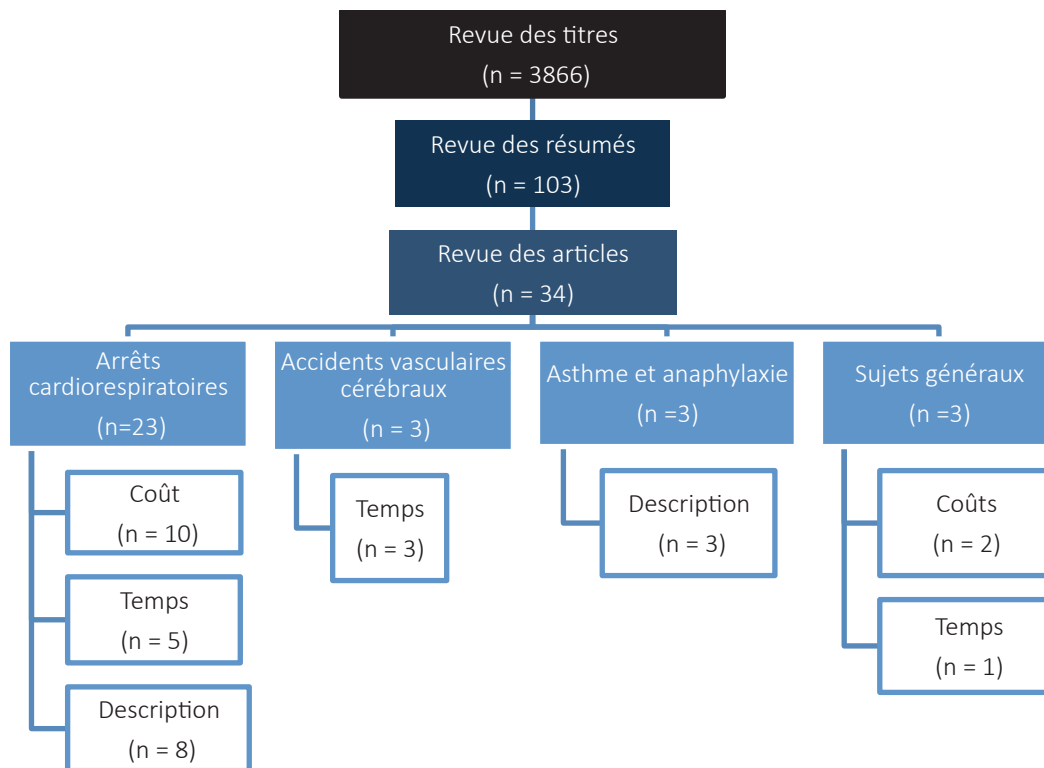 Revue des titres
(n = 3866)
Revue des résumés
(n = 103)
Revue des articles
(n = 34)
Arrêts
cardiorespiratoires
(n=23)
Coût
(n = 10)
Temps
(n = 5)
Description
(n = 8)
Accidents vasculaires
cérébraux
(n = 3)
Temps
(n = 3)
Asthme et anaphylaxie
(n =3)
Description
(n = 3)
Sujets généraux
(n =3)
Coûts
(n = 2)
Temps
(n = 1)